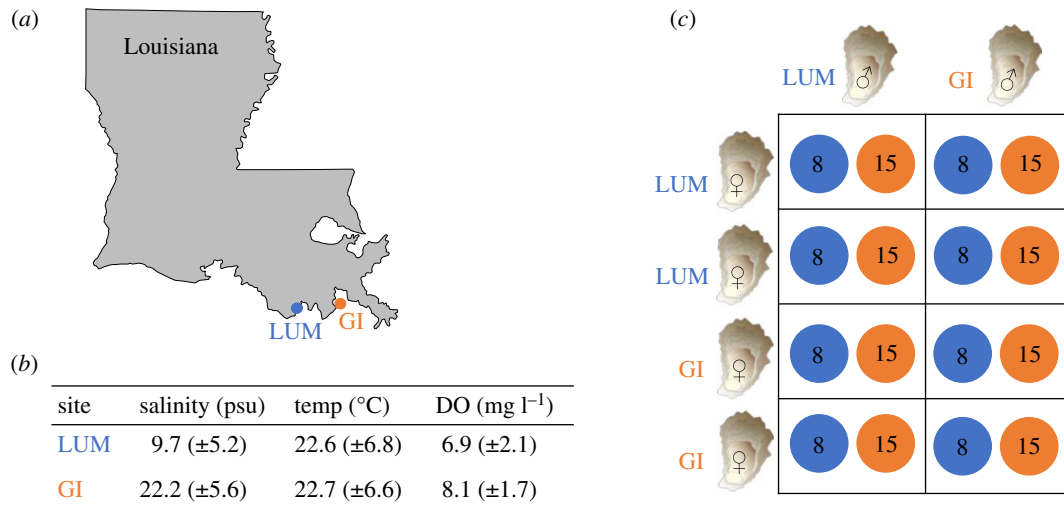 (a)
Louisiana
LUM
GI
(b)
site salinity (psu) temp (°C) DO (mg l⁻¹)
LUM 9.7 (±5.2) 22.6 (±6.8) 6.9 (±2.1)
GI 22.2 (±5.6) 22.7 (±6.6) 8.1 (±1.7)
(c)
LUM ♂ GI ♂
LUM ♀ 8 15 8 15
LUM ♀ 8 15 8 15
GI ♀ 8 15 8 15
GI ♀ 8 15 8 15